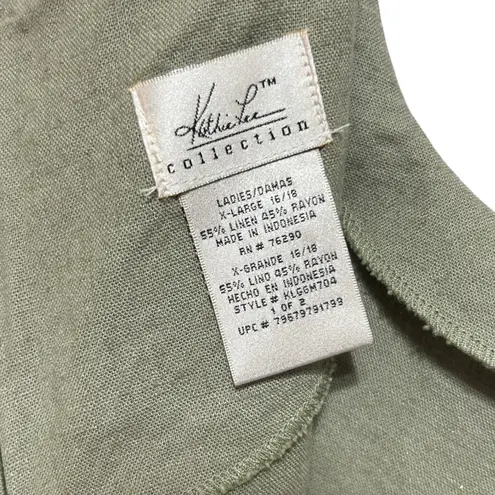 Kathie Lee™
collection
LADIES/DAMAS
X-LARGE 16/18
55% LINEN 45% RAYON
MADE IN INDONESIA
RN # 76290
X-GRANDE 16/18
55% LINO 45% RAYON
HECHO EN INDONESIA
STYLE # KLGGM704
1 OF 2
UPC # 79679791799